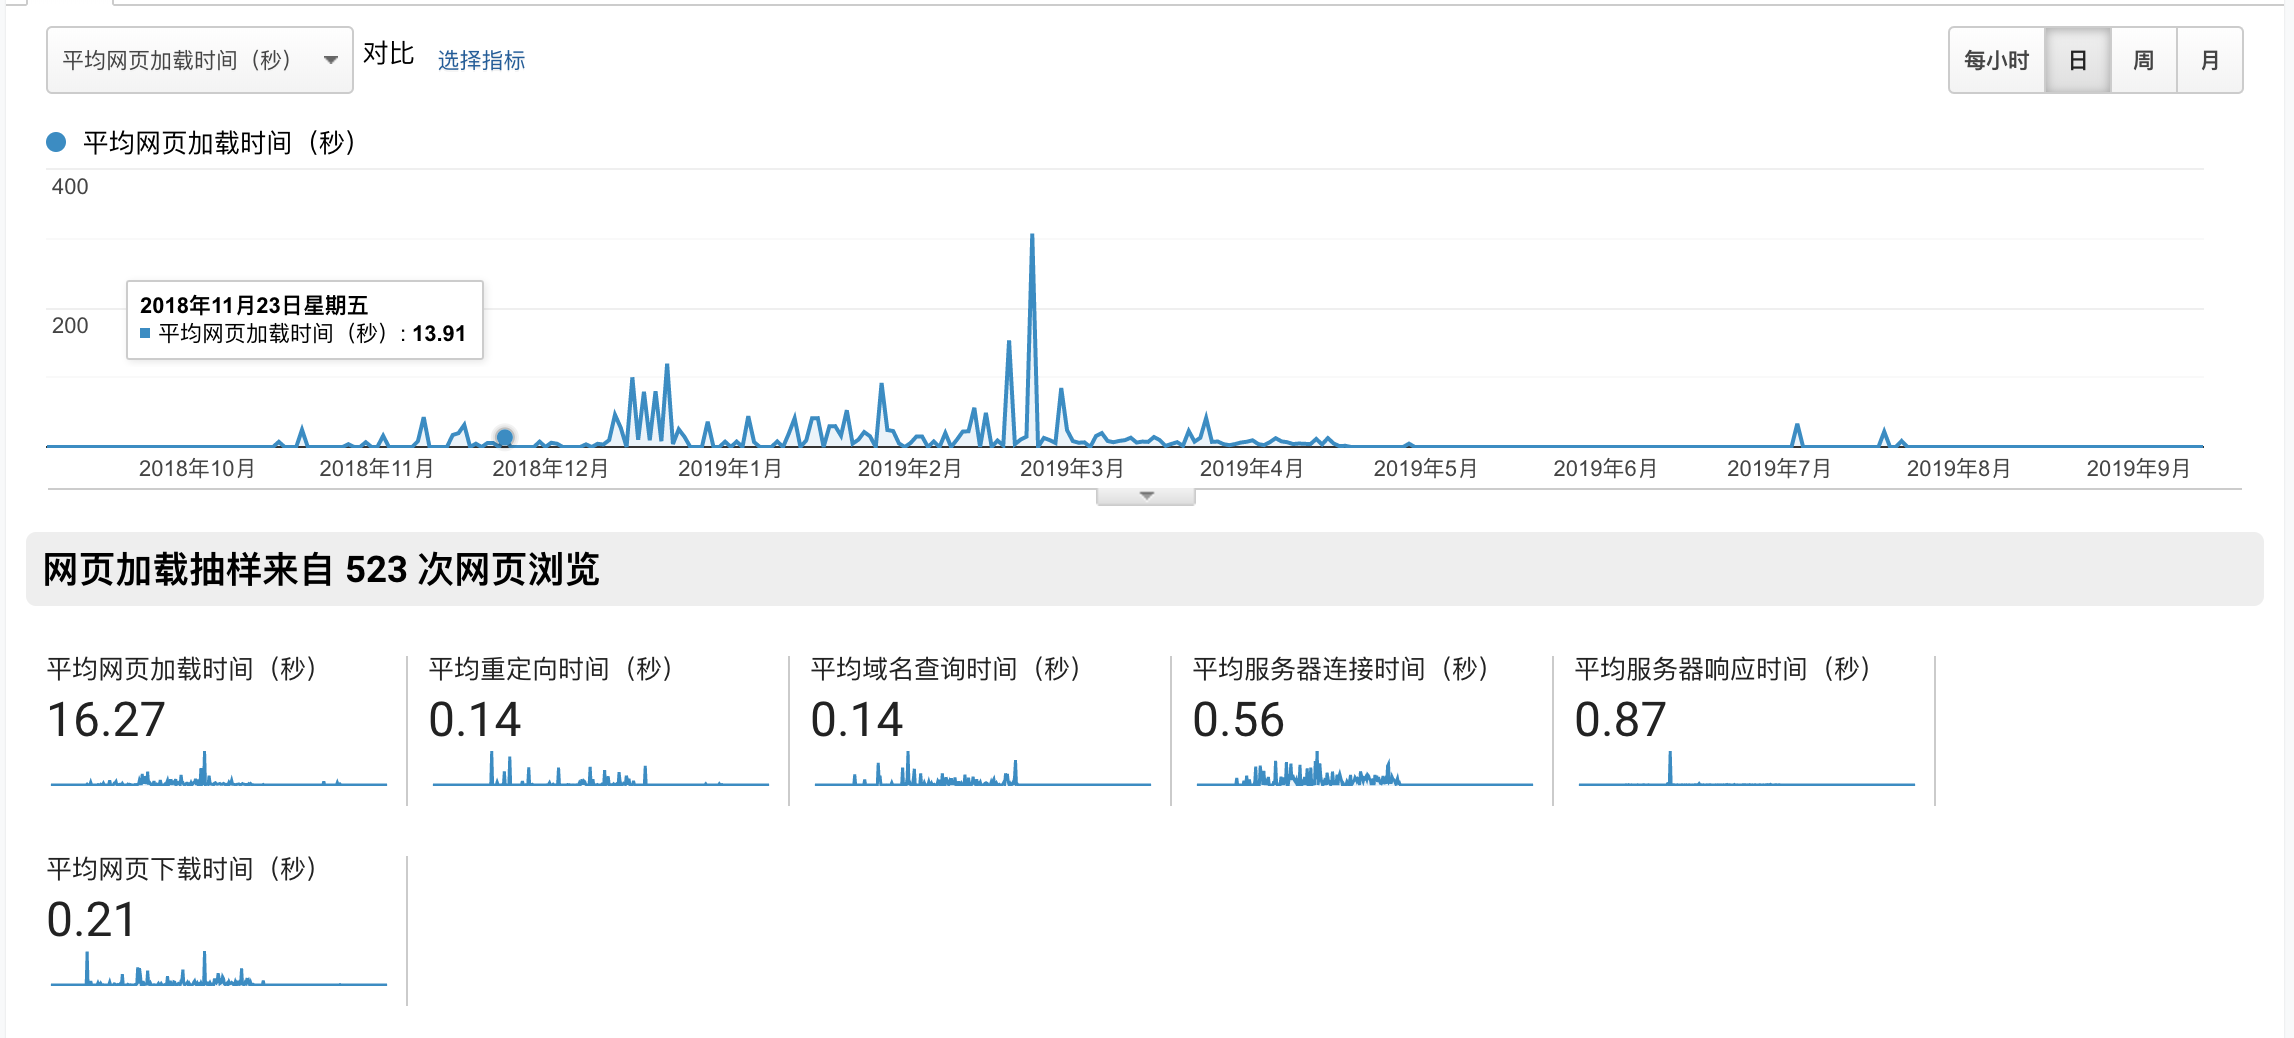 平均网页加载时间（秒） 对比 选择指标 每小时 日 周 月
平均网页加载时间（秒）
400
200
2018年11月23日星期五
平均网页加载时间（秒）: 13.91
2018年10月 2018年11月 2018年12月 2019年1月 2019年2月 2019年3月 2019年4月 2019年5月 2019年6月 2019年7月 2019年8月 2019年9月
网页加载抽样来自 523 次网页浏览
平均网页加载时间（秒） 平均重定向时间（秒） 平均域名查询时间（秒） 平均服务器连接时间（秒） 平均服务器响应时间（秒）
16.27 0.14 0.14 0.56 0.87
平均网页下载时间（秒）
0.21